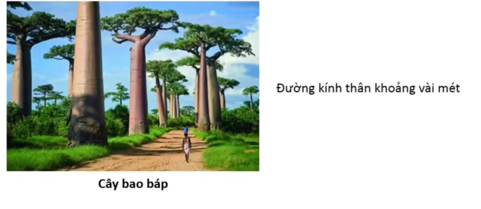 Đường kính thân khoảng vài mét
Cây bao báp